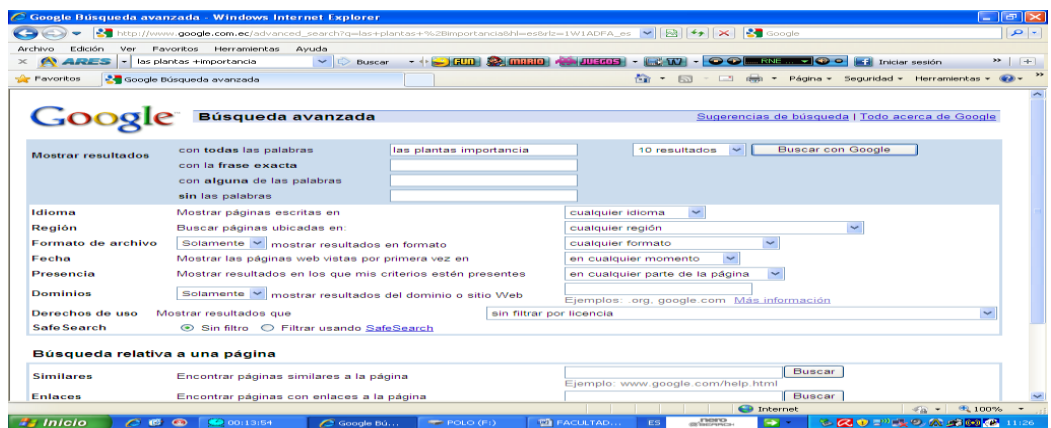 Google Búsqueda avanzada - Windows Internet Explorer
http://www.google.com.ec/advanced_search?q=las+plantas+%2Bimportancia&hl=es&rlz=1W1ADFA_es Google
Archivo Edición Ver Favoritos Herramientas Ayuda
ARES las plantas +importancia Buscar FUN MARIO JUEGOS TV RNE Iniciar sesión
Favoritos Google Búsqueda avanzada Página Seguridad Herramientas
Google Búsqueda avanzada Sugerencias de búsqueda | Todo acerca de Google
Mostrar resultados con todas las palabras las plantas importancia 10 resultados Buscar con Google
con la frase exacta
con alguna de las palabras
sin las palabras
Idioma Mostrar páginas escritas en cualquier idioma
Región Buscar páginas ubicadas en: cualquier región
Formato de archivo Solamente mostrar resultados en formato cualquier formato
Fecha Mostrar las páginas web vistas por primera vez en en cualquier momento
Presencia Mostrar resultados en los que mis criterios estén presentes en cualquier parte de la página
Dominios Solamente mostrar resultados del dominio o sitio Web
Ejemplos: .org, google.com Más información
Derechos de uso Mostrar resultados que sin filtrar por licencia
SafeSearch Sin filtro Filtrar usando SafeSearch
Búsqueda relativa a una página
Similares Encontrar páginas similares a la página Buscar
Ejemplo: www.google.com/help.html
Enlaces Encontrar páginas con enlaces a la página Buscar
Internet 100%
Inicio 00:13:54 Google Bú... POLO (F:) FACULTAD... ES nero SEARCH 11:26